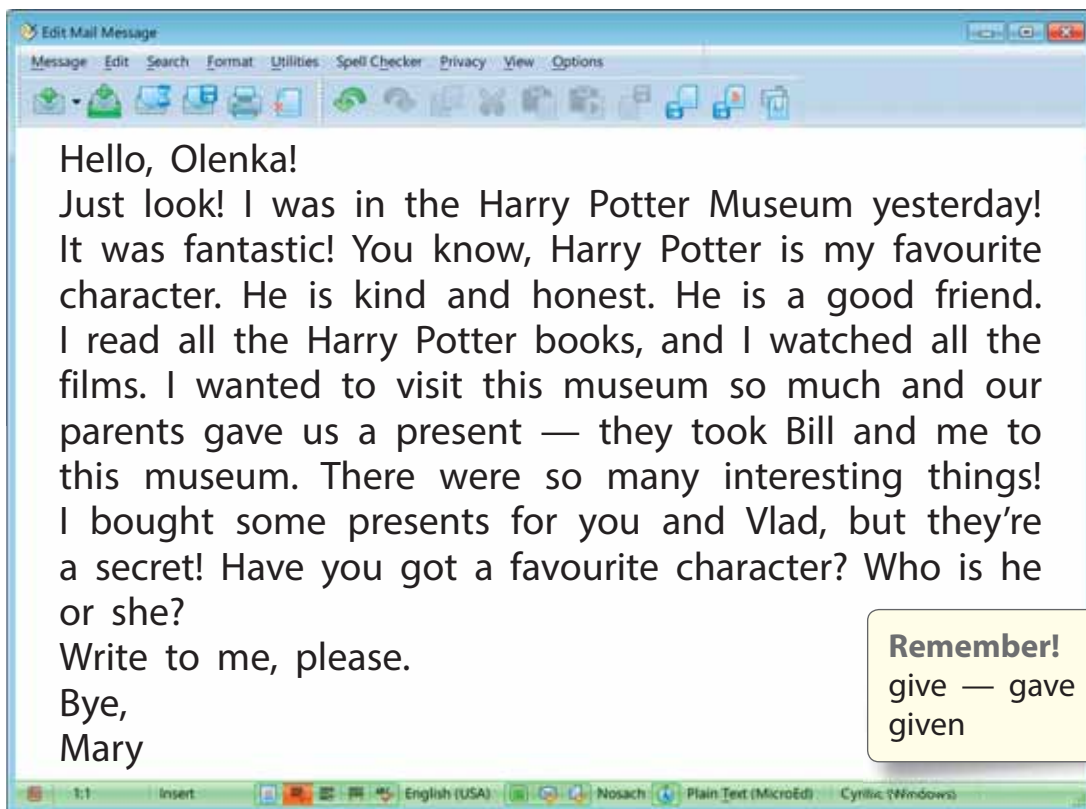 Edit Mail Message
Message Edit Search Format Utilities Spell Checker Privacy View Options
Hello, Olenka!
Just look! I was in the Harry Potter Museum yesterday!
It was fantastic! You know, Harry Potter is my favourite
character. He is kind and honest. He is a good friend.
I read all the Harry Potter books, and I watched all the
films. I wanted to visit this museum so much and our
parents gave us a present — they took Bill and me to
this museum. There were so many interesting things!
I bought some presents for you and Vlad, but they're
a secret! Have you got a favourite character? Who is he
or she?
Write to me, please.
Bye,
Mary
Remember!
give — gave
given
1:1 Insert English (USA) Nosach Plain Text (MicroEd) Cyrillic (Windows)